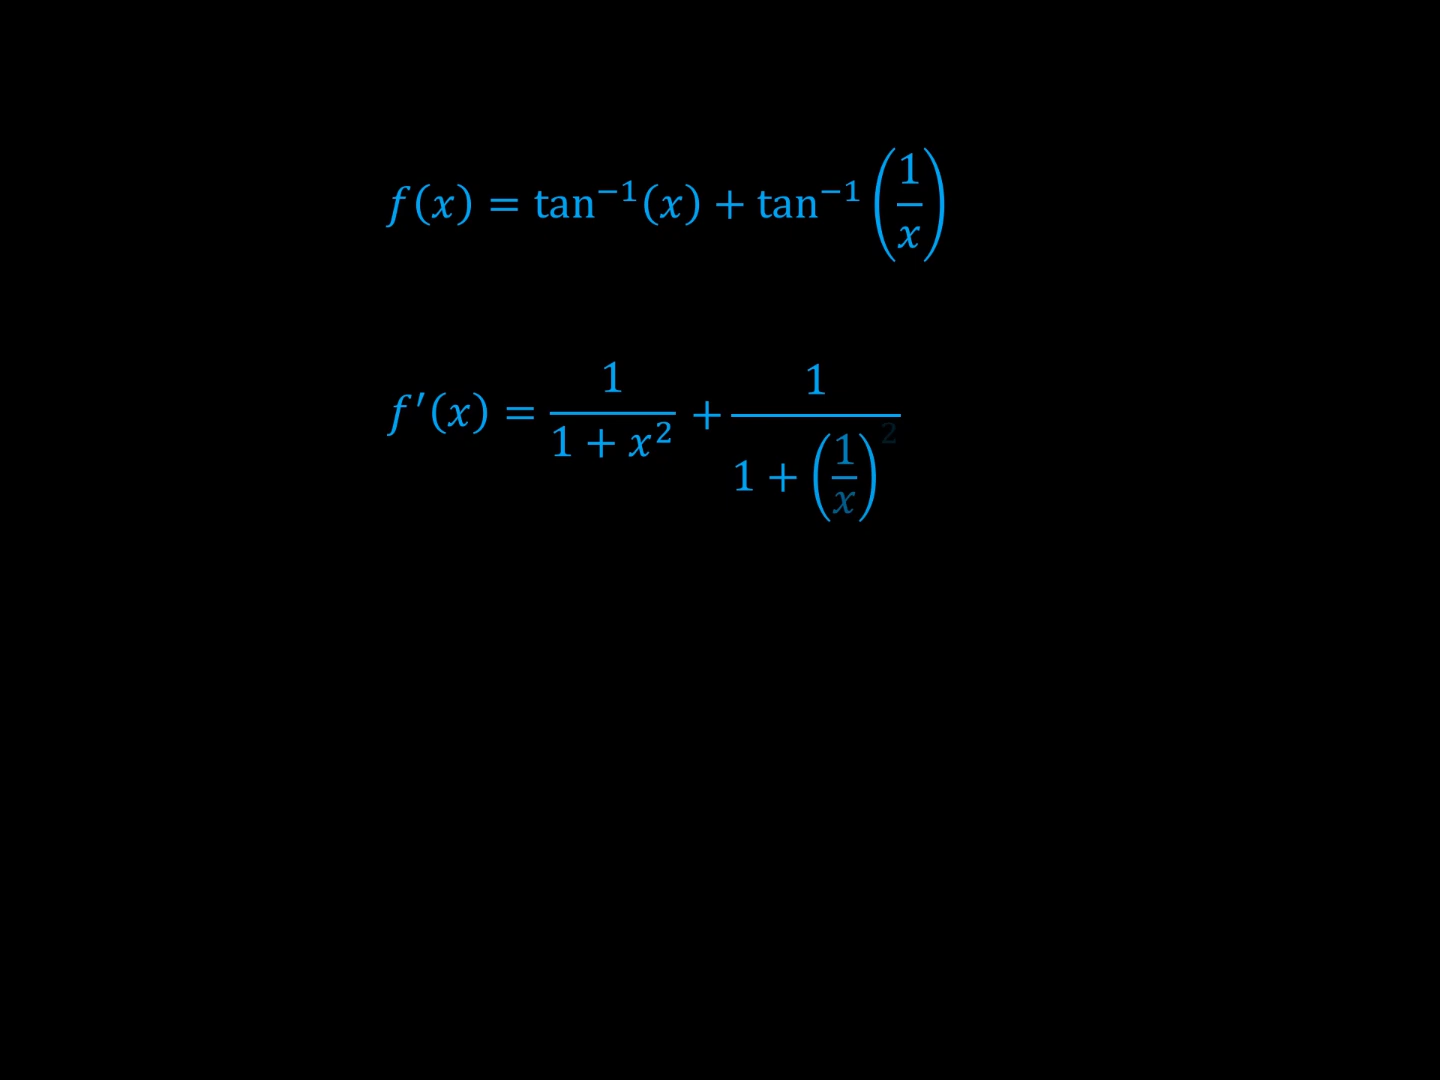 f(x) = tan⁻¹(x) + tan⁻¹(1/x)
f′(x) = 1/(1 + x²) + 1/(1 + (1/x)²)